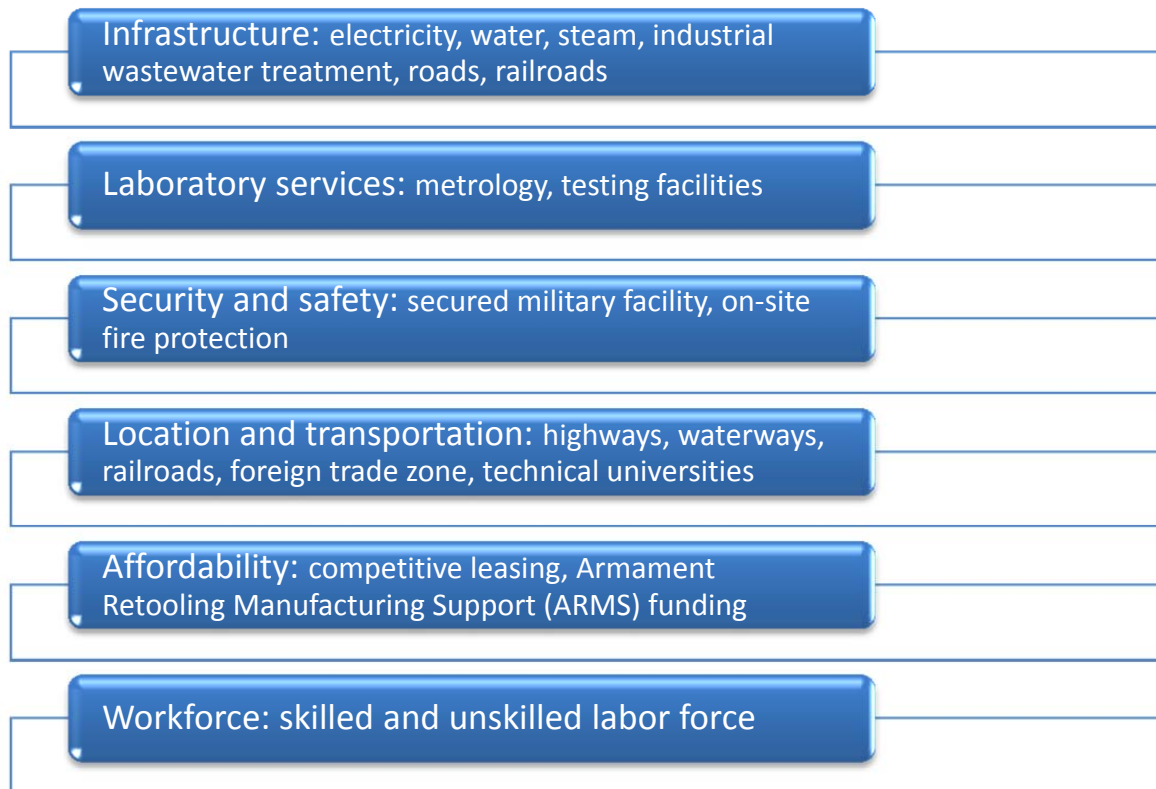 Infrastructure: electricity, water, steam, industrial
wastewater treatment, roads, railroads
Laboratory services: metrology, testing facilities
Security and safety: secured military facility, on-site
fire protection
Location and transportation: highways, waterways,
railroads, foreign trade zone, technical universities
Affordability: competitive leasing, Armament
Retooling Manufacturing Support (ARMS) funding
Workforce: skilled and unskilled labor force